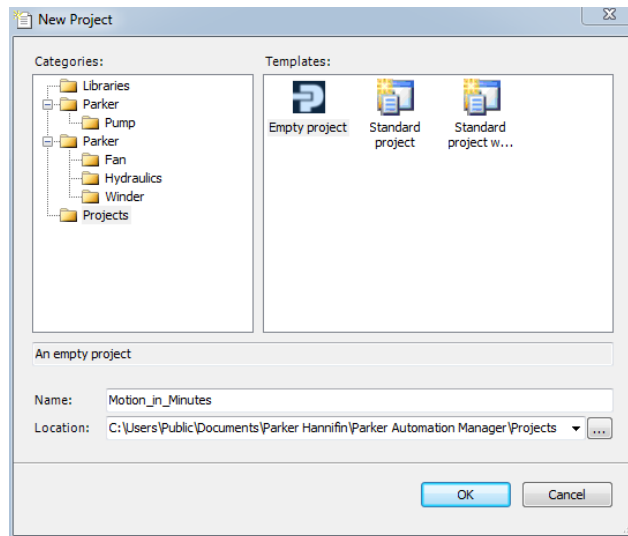 New Project
Categories:
Templates:
Libraries
Parker
Pump
Parker
Fan
Hydraulics
Winder
Projects
Empty project
Standard
project
Standard
project w...
An empty project
Name: Motion_in_Minutes
Location: C:\Users\Public\Documents\Parker Hannifin\Parker Automation Manager\Projects ...
OK Cancel